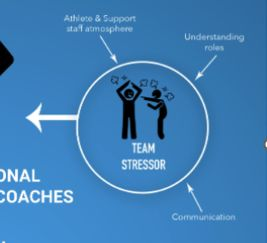 Athlete & Support
staff atmosphere
Understanding
roles
TEAM
STRESSOR
ONAL
COACHES
Communication